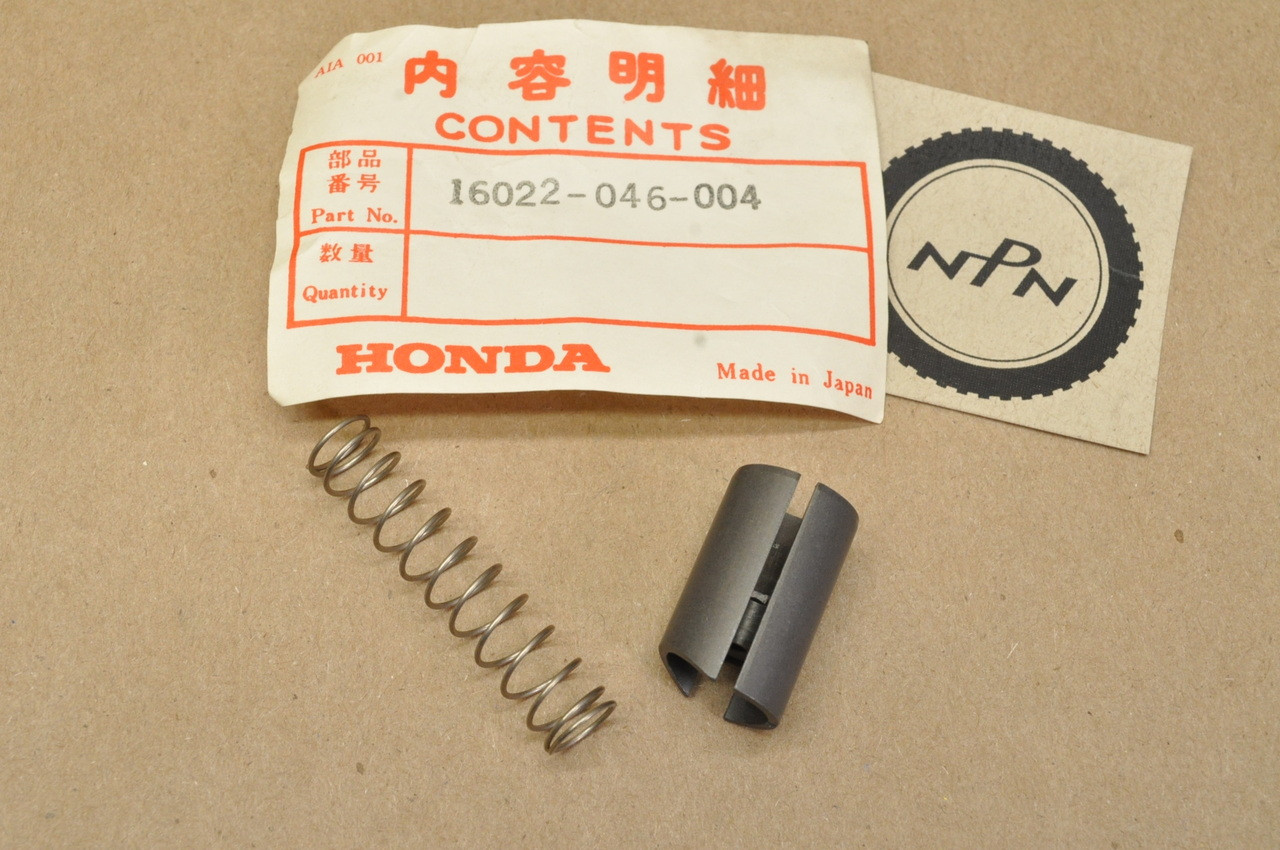 AIA 001
内容明細
CONTENTS
部品
番号
Part No.
16022-046-004
数量
Quantity
HONDA
Made in Japan
NPN